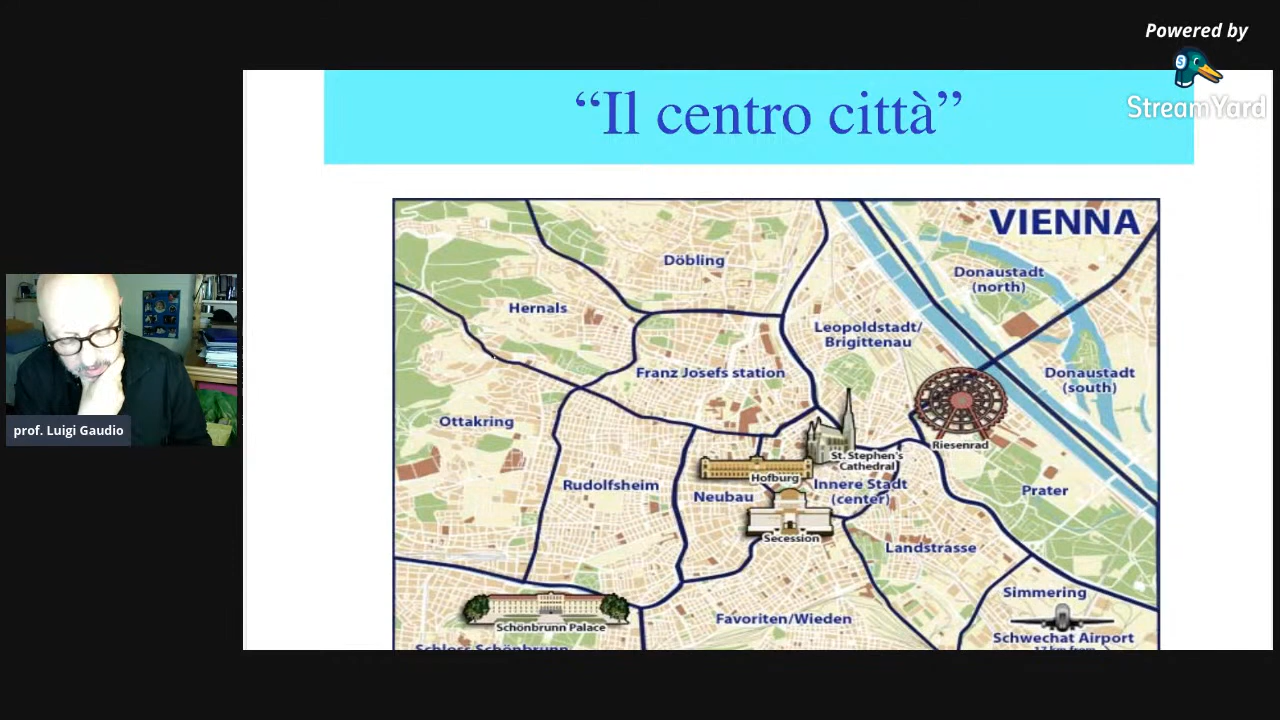 Powered by
StreamYard
“Il centro città”
VIENNA
Döbling
Donaustadt
(north)
Hernals
Leopoldstadt/
Brigittenau
Franz Josefs station
Donaustadt
(south)
Ottakring
prof. Luigi Gaudio
Riesenrad
St. Stephen's
Cathedral
Hofburg
Rudolfsheim
Neubau
Innere Stadt
(center)
Prater
Secession
Landstrasse
Simmering
Favoriten/Wieden
Schönbrunn Palace
Schwechat Airport
Schloss Schönbrunn